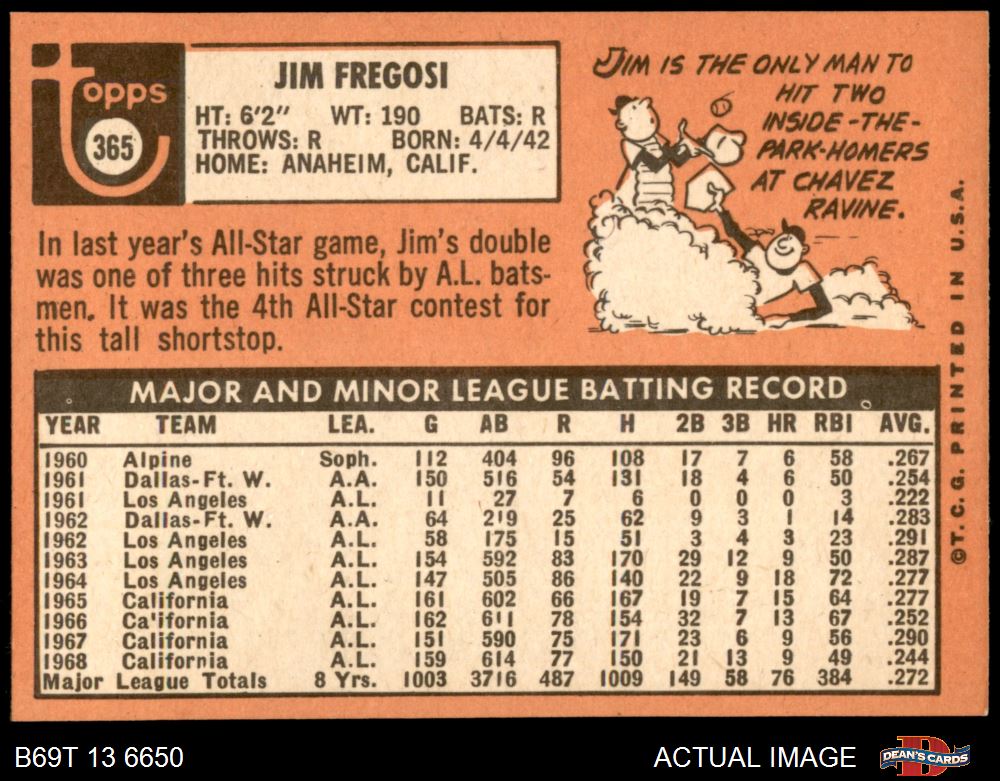 Topps
365
JIM FREGOSI
HT: 6'2" WT: 190 BATS: R
THROWS: R BORN: 4/4/42
HOME: ANAHEIM, CALIF.
JIM IS THE ONLY MAN TO
HIT TWO
INSIDE-THE-
PARK-HOMERS
AT CHAVEZ
RAVINE.
In last year's All-Star game, Jim's double
was one of three hits struck by A.L. bats-
men. It was the 4th All-Star contest for
this tall shortstop.
MAJOR AND MINOR LEAGUE BATTING RECORD
YEAR TEAM LEA. G AB R H 2B 3B HR RBI AVG.
1960 Alpine Soph. 112 404 96 108 17 7 6 58 .267
1961 Dallas-Ft. W. A.A. 150 516 54 131 18 4 6 50 .254
1961 Los Angeles A.L. 11 27 7 6 0 0 0 3 .222
1962 Dallas-Ft. W. A.A. 64 219 25 62 9 3 1 14 .283
1962 Los Angeles A.L. 58 175 15 51 3 4 3 23 .291
1963 Los Angeles A.L. 154 592 83 170 29 12 9 50 .287
1964 Los Angeles A.L. 147 505 86 140 22 9 18 72 .277
1965 California A.L. 161 602 66 167 19 7 15 64 .277
1966 California A.L. 162 611 78 154 32 7 13 67 .252
1967 California A.L. 151 590 75 171 23 6 9 56 .290
1968 California A.L. 159 614 77 150 21 13 9 49 .244
Major League Totals 8 Yrs. 1003 3716 487 1009 149 58 76 384 .272
©T. C. G. PRINTED IN U.S.A.
B69T 13 6650
ACTUAL IMAGE
D
DEAN'S CARDS